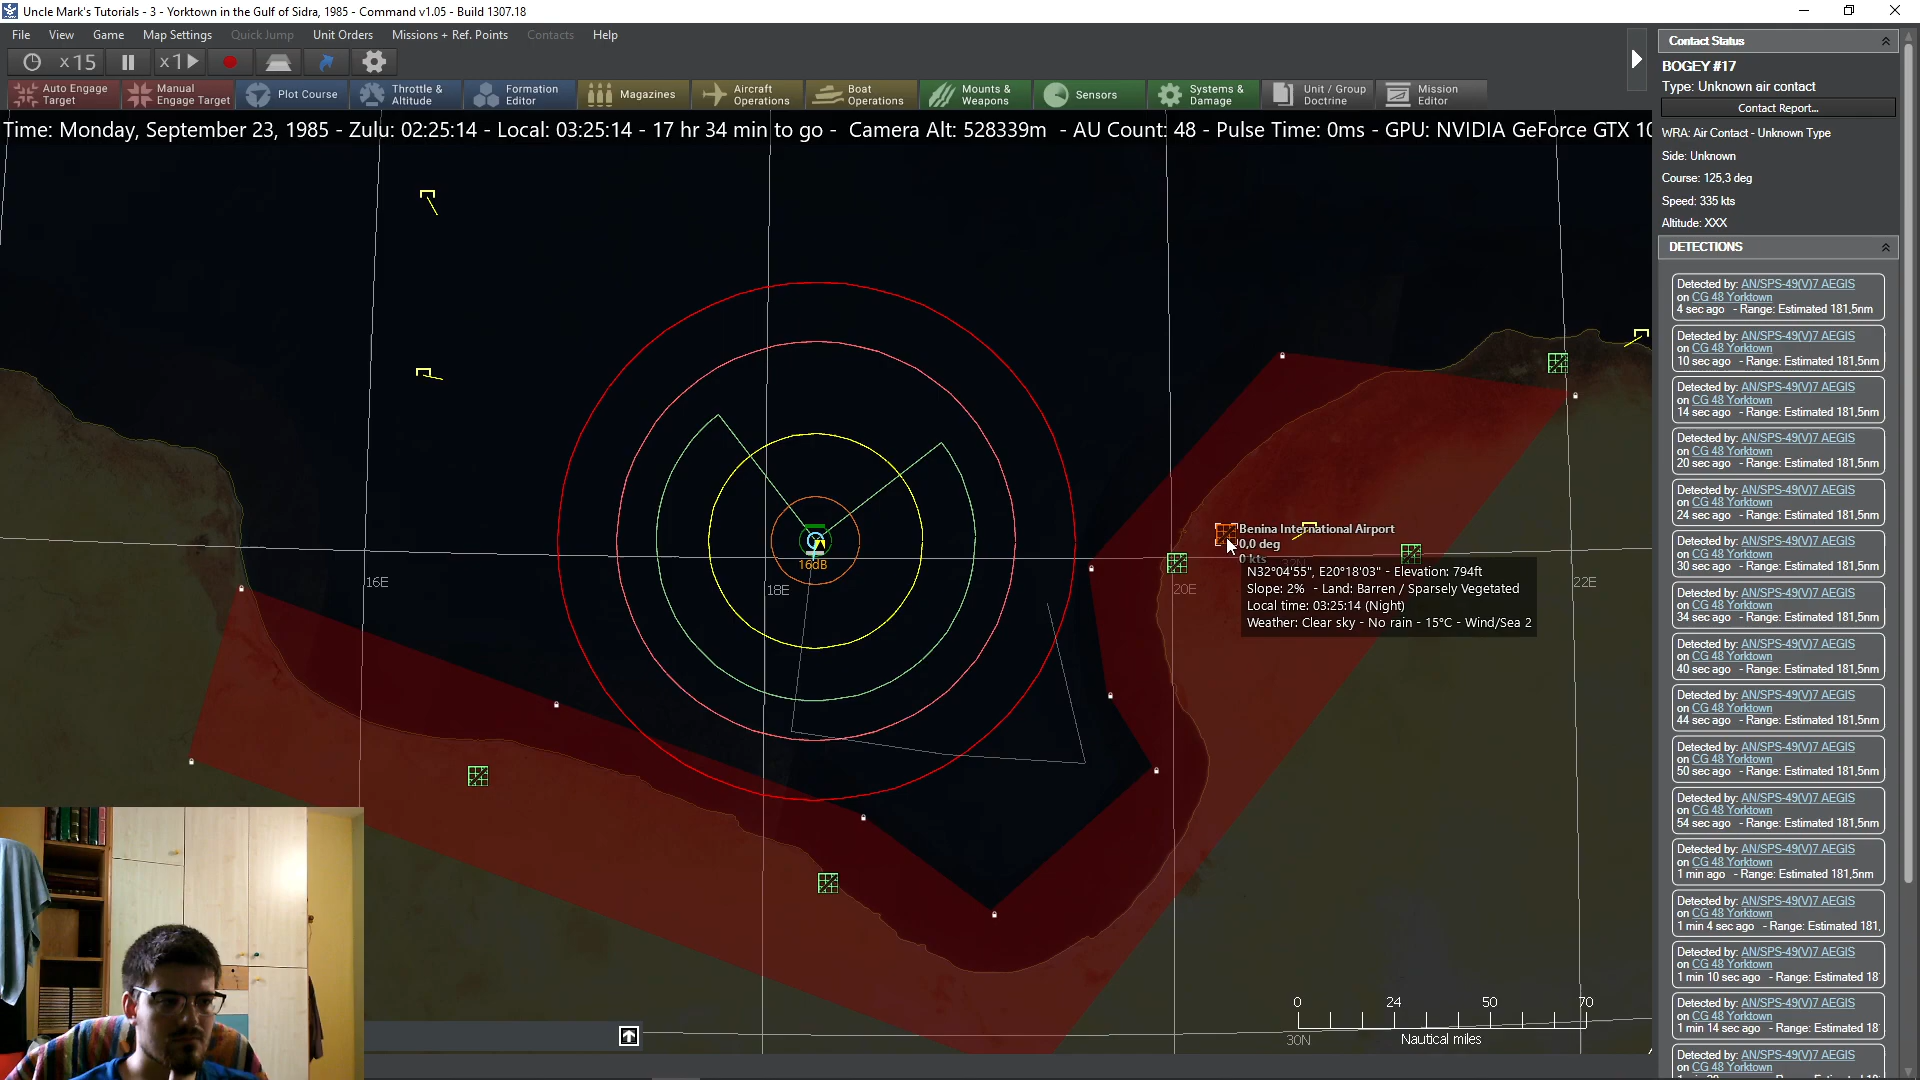 Uncle Mark's Tutorials - 3 - Yorktown in the Gulf of Sidra, 1985 - Command v1.05 - Build 1307.18
File View Game Map Settings Quick Jump Unit Orders Missions + Ref. Points Contacts Help
x15 x1
Auto Engage Target
Manual Engage Target
Plot Course
Throttle & Altitude
Formation Editor
Magazines
Aircraft Operations
Boat Operations
Mounts & Weapons
Sensors
Systems & Damage
Unit / Group Doctrine
Mission Editor
Time: Monday, September 23, 1985 - Zulu: 02:25:14 - Local: 03:25:14 - 17 hr 34 min to go - Camera Alt: 528339m - AU Count: 48 - Pulse Time: 0ms - GPU: NVIDIA GeForce GTX 10
Benina International Airport
0,0 deg
0 kts
N32°04'55", E20°18'03" - Elevation: 794ft
Slope: 2% - Land: Barren / Sparsely Vegetated
Local time: 03:25:14 (Night)
Weather: Clear sky - No rain - 15°C - Wind/Sea 2
16dB
16E
18E
20E
22E
0 24 50 70
30N
Nautical miles
Contact Status
BOGEY #17
Type: Unknown air contact
Contact Report...
WRA: Air Contact - Unknown Type
Side: Unknown
Course: 125,3 deg
Speed: 335 kts
Altitude: XXX
DETECTIONS
Detected by: AN/SPS-49(V)7 AEGIS
on CG 48 Yorktown
4 sec ago - Range: Estimated 181,5nm
Detected by: AN/SPS-49(V)7 AEGIS
on CG 48 Yorktown
10 sec ago - Range: Estimated 181,5nm
Detected by: AN/SPS-49(V)7 AEGIS
on CG 48 Yorktown
14 sec ago - Range: Estimated 181,5nm
Detected by: AN/SPS-49(V)7 AEGIS
on CG 48 Yorktown
20 sec ago - Range: Estimated 181,5nm
Detected by: AN/SPS-49(V)7 AEGIS
on CG 48 Yorktown
24 sec ago - Range: Estimated 181,5nm
Detected by: AN/SPS-49(V)7 AEGIS
on CG 48 Yorktown
30 sec ago - Range: Estimated 181,5nm
Detected by: AN/SPS-49(V)7 AEGIS
on CG 48 Yorktown
34 sec ago - Range: Estimated 181,5nm
Detected by: AN/SPS-49(V)7 AEGIS
on CG 48 Yorktown
40 sec ago - Range: Estimated 181,5nm
Detected by: AN/SPS-49(V)7 AEGIS
on CG 48 Yorktown
44 sec ago - Range: Estimated 181,5nm
Detected by: AN/SPS-49(V)7 AEGIS
on CG 48 Yorktown
50 sec ago - Range: Estimated 181,5nm
Detected by: AN/SPS-49(V)7 AEGIS
on CG 48 Yorktown
54 sec ago - Range: Estimated 181,5nm
Detected by: AN/SPS-49(V)7 AEGIS
on CG 48 Yorktown
1 min ago - Range: Estimated 181,5nm
Detected by: AN/SPS-49(V)7 AEGIS
on CG 48 Yorktown
1 min 4 sec ago - Range: Estimated 181,
Detected by: AN/SPS-49(V)7 AEGIS
on CG 48 Yorktown
1 min 10 sec ago - Range: Estimated 18
Detected by: AN/SPS-49(V)7 AEGIS
on CG 48 Yorktown
1 min 14 sec ago - Range: Estimated 18
Detected by: AN/SPS-49(V)7 AEGIS
on CG 48 Yorktown